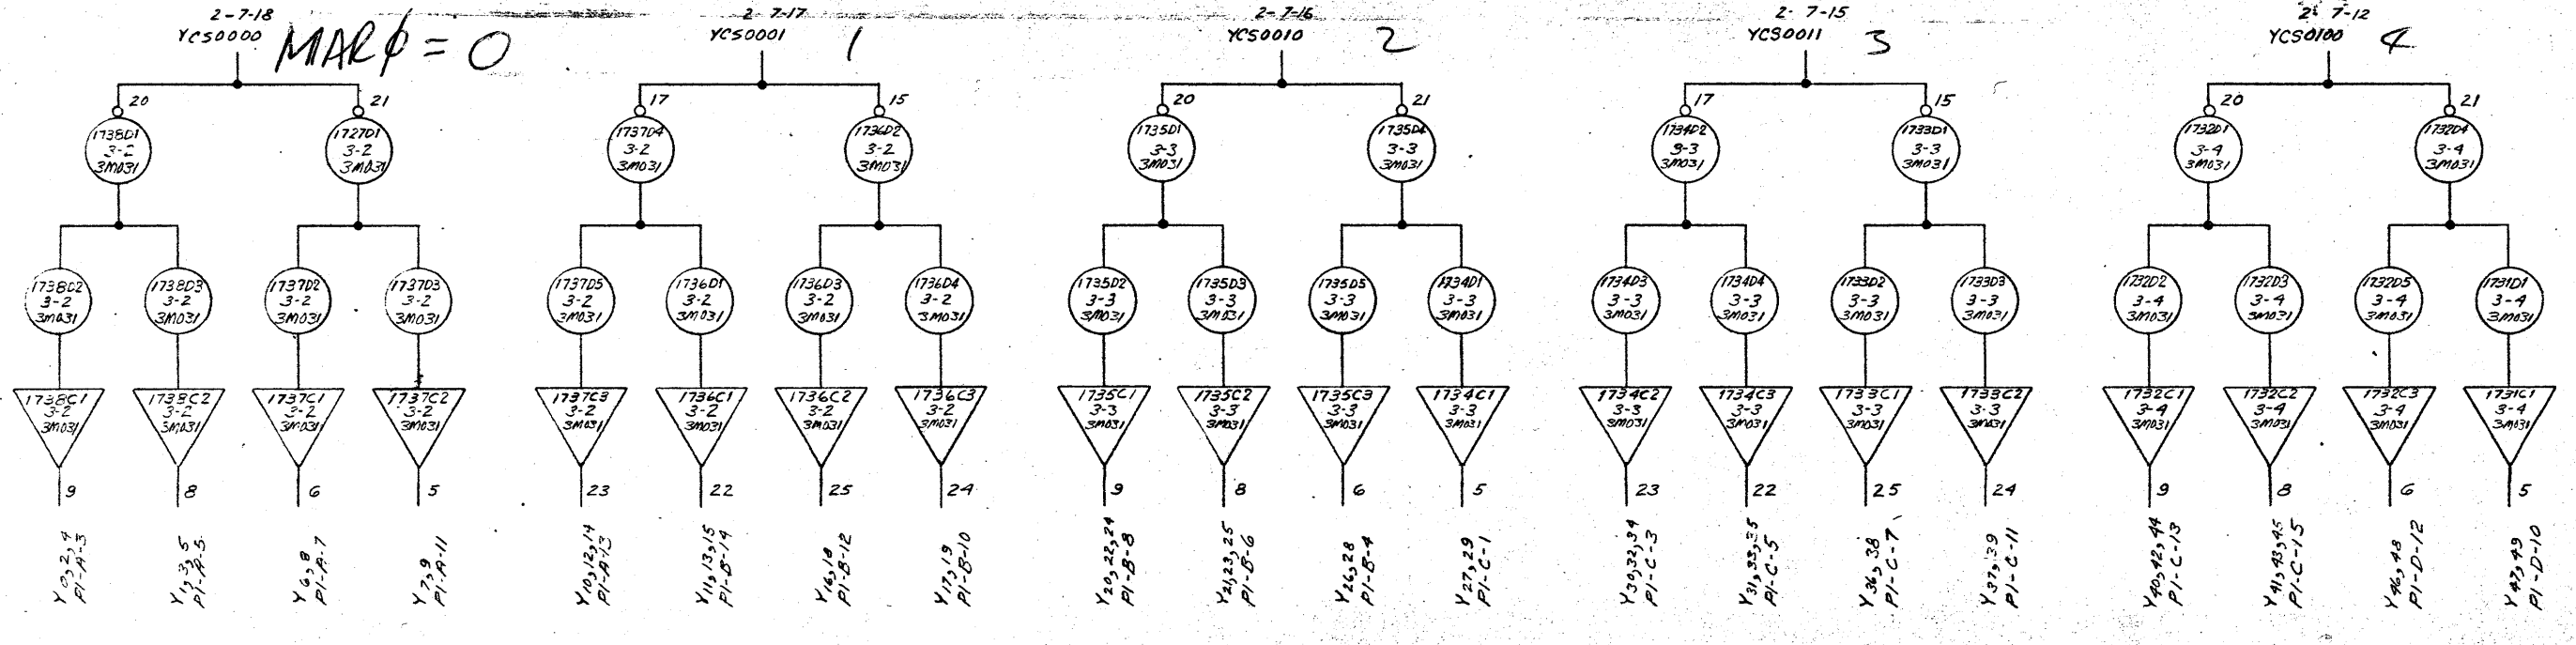 2-7-18
YCS0000
MARφ = 0
2-7-17
YCS0001
1
2-7-16
YCS0010
2
2-7-15
YCS0011
3
2-7-12
YCS0100
4
20
21
17
15
20
21
17
15
20
21
1738D1
3-2
3M031
1727D1
3-2
3M031
1737D4
3-2
3M031
1736D2
3-2
3M031
1735D1
3-3
3M031
1735D4
3-3
3M031
1734D2
3-3
3M031
1733D1
3-3
3M031
1732D1
3-4
3M031
1732D4
3-4
3M031
1738D2
3-2
3M031
1738D3
3-2
3M031
1737D2
3-2
3M031
1737D3
3-2
3M031
1737D5
3-2
3M031
1736D1
3-2
3M031
1736D3
3-2
3M031
1736D4
3-2
3M031
1735D2
3-3
3M031
1735D3
3-3
3M031
1735D5
3-3
3M031
1734D1
3-3
3M031
1734D3
3-3
3M031
1734D4
3-3
3M031
1733D2
3-3
3M031
1733D3
3-3
3M031
1732D2
3-4
3M031
1732D3
3-4
3M031
1732D5
3-4
3M031
1731D1
3-4
3M031
1738C1
3-2
3M031
1738C2
3-2
3M031
1737C1
3-2
3M031
1737C2
3-2
3M031
1737C3
3-2
3M031
1736C1
3-2
3M031
1736C2
3-2
3M031
1736C3
3-2
3M031
1735C1
3-3
3M031
1735C2
3-3
3M031
1735C3
3-3
3M031
1734C1
3-3
3M031
1734C2
3-3
3M031
1734C3
3-3
3M031
1733C1
3-3
3M031
1733C2
3-3
3M031
1732C1
3-4
3M031
1732C2
3-4
3M031
1732C3
3-4
3M031
1731C1
3-4
3M031
9
8
6
5
23
22
25
24
9
8
6
5
23
22
25
24
9
8
6
5
Y0,2,4
P1-A-3
Y1,3,5
P1-A-5
Y6,8
P1-A-7
Y7,9
P1-A-11
Y10,12,14
P1-A-13
Y11,13,15
P1-B-14
Y16,18
P1-B-12
Y17,19
P1-B-10
Y20,22,24
P1-B-8
Y21,23,25
P1-B-6
Y26,28
P1-B-4
Y27,29
P1-C-1
Y30,32,34
P1-C-3
Y31,33,35
P1-C-5
Y36,38
P1-C-7
Y37,39
P1-C-11
Y40,42,44
P1-C-13
Y41,43,45
P1-C-15
Y46,48
P1-D-12
Y47,49
P1-D-10